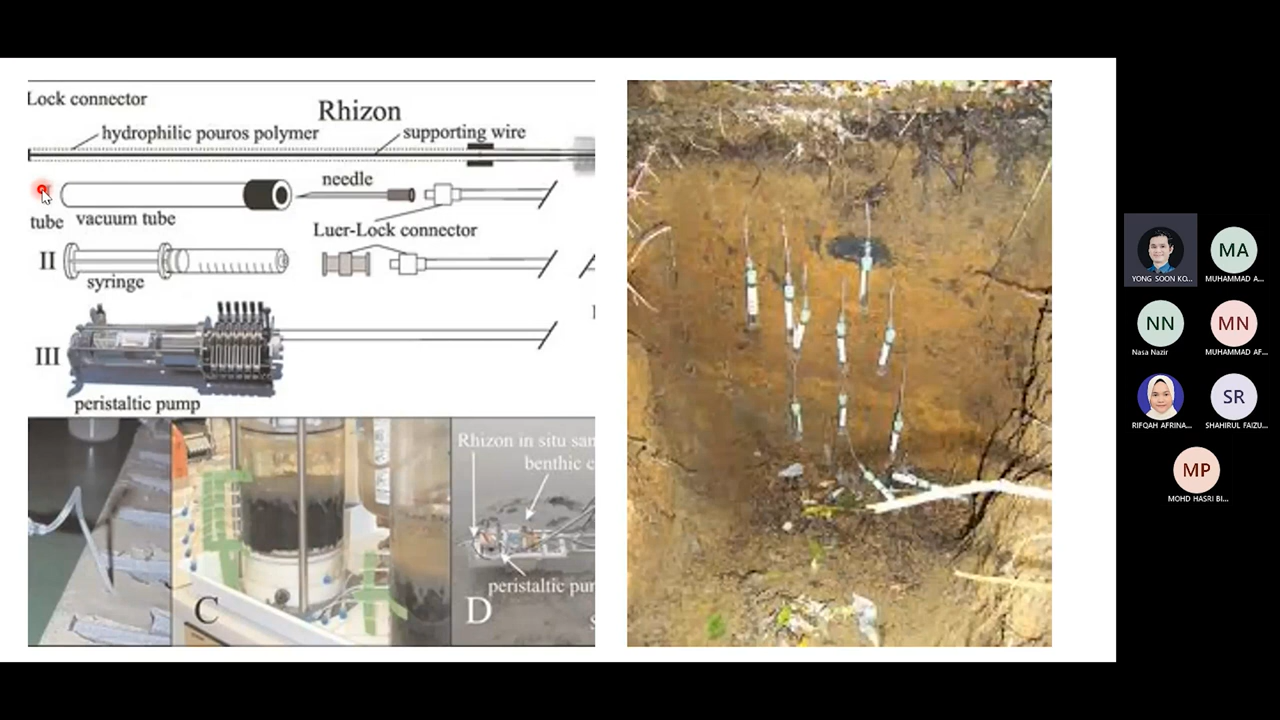 Lock connector
Rhizon
hydrophilic pouros polymer
supporting wire
needle
tube
vacuum tube
Luer-Lock connector
II
syringe
III
peristaltic pump
Rhizon in situ sa
benthic c
peristaltic pu
C
D
YONG SOON KO...
MA
MUHAMMAD A...
NN
Nasa Nazir
MN
MUHAMMAD AF...
RIFQAH AFRINA...
SR
SHAHIRUL FAIZU...
MP
MOHD HASRI BI...